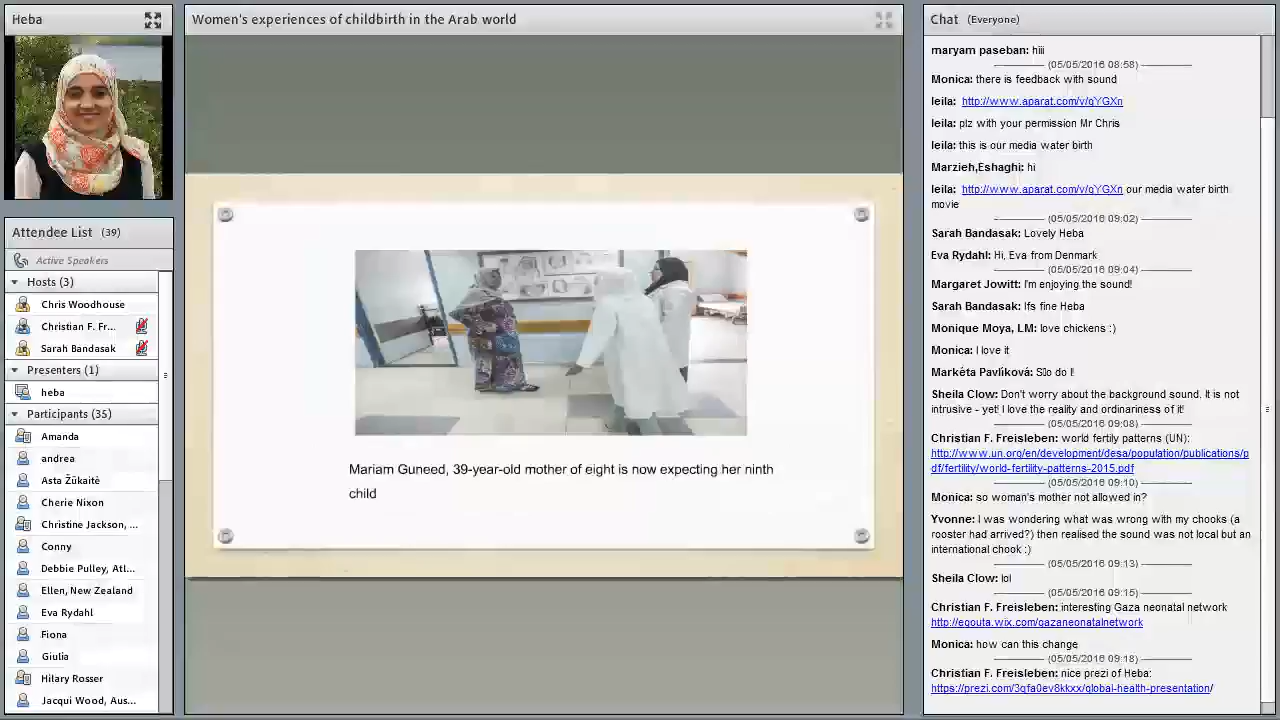 Heba
Attendee List (39)
Active Speakers
Hosts (3)
Chris Woodhouse
Christian F. Fr...
Sarah Bandasak
Presenters (1)
heba
Participants (35)
Amanda
andrea
Asta Žūkaitė
Cherie Nixon
Christine Jackson, ...
Conny
Debbie Pulley, Atl...
Ellen, New Zealand
Eva Rydahl
Fiona
Giulia
Hilary Rosser
Jacqui Wood, Aus...
Women's experiences of childbirth in the Arab world
Mariam Guneed, 39-year-old mother of eight is now expecting her ninth
child
Chat (Everyone)
maryam paseban: hiii
(05/05/2016 08:58)
Monica: there is feedback with sound
leila: http://www.aparat.com/v/qYGXn
leila: plz with your permission Mr Chris
leila: this is our media water birth
Marzieh,Eshaghi: hi
leila: http://www.aparat.com/v/qYGXn our media water birth
movie
(05/05/2016 09:02)
Sarah Bandasak: Lovely Heba
Eva Rydahl: Hi, Eva from Denmark
(05/05/2016 09:04)
Margaret Jowitt: I'm enjoying the sound!
Sarah Bandasak: Ifs fine Heba
Monique Moya, LM: love chickens :)
Monica: I love it
Markéta Pavlíková: do I!
Sheila Clow: Don't worry about the background sound. It is not
intrusive - yet! I love the reality and ordinariness of it!
(05/05/2016 09:08)
Christian F. Freisleben: world fertily patterns (UN):
http://www.un.org/en/development/desa/population/publications/p
df/fertility/world-fertility-patterns-2015.pdf
(05/05/2016 09:10)
Monica: so woman's mother not allowed in?
Yvonne: I was wondering what was wrong with my chooks (a
rooster had arrived?) then realised the sound was not local but an
international chook :)
(05/05/2016 09:13)
Sheila Clow: lol
(05/05/2016 09:15)
Christian F. Freisleben: interesting Gaza neonatal network
http://egouta.wix.com/gazaneonatalnetwork
Monica: how can this change
(05/05/2016 09:18)
Christian F. Freisleben: nice prezi of Heba:
https://prezi.com/3qfa0ev8kkxx/global-health-presentation/